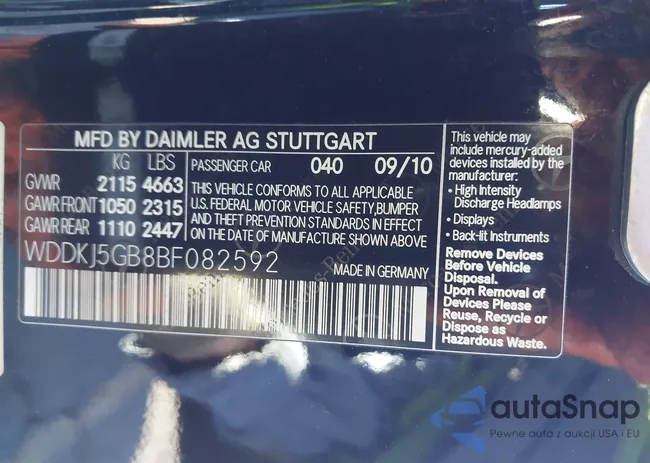 MFD BY DAIMLER AG STUTTGART
KG LBS
GVWR 2115 4663
GAWR FRONT 1050 2315
GAWR REAR 1110 2447
PASSENGER CAR 040 09/10
THIS VEHICLE CONFORMS TO ALL APPLICABLE
U.S. FEDERAL MOTOR VEHICLE SAFETY,BUMPER
AND THEFT PREVENTION STANDARDS IN EFFECT
ON THE DATE OF MANUFACTURE SHOWN ABOVE
WDDKJ5GB8BF082592
MADE IN GERMANY
This vehicle may
include mercury-added
devices installed by the
manufacturer:
• High Intensity
Discharge Headlamps
• Displays
• Back-lit Instruments
Remove Devices
Before Vehicle
Disposal.
Upon Removal of
Devices Please
Reuse, Recycle or
Dispose as
Hazardous Waste.
autaSnap
Pewne auta z aukcji USA i EU